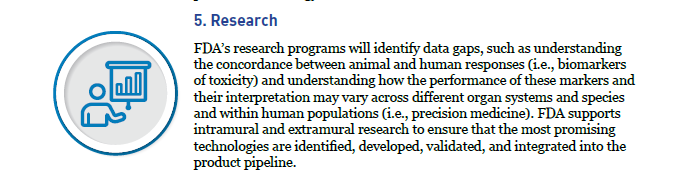 5. Research
FDA's research programs will identify data gaps, such as understanding
the concordance between animal and human responses (i.e., biomarkers
of toxicity) and understanding how the performance of these markers and
their interpretation may vary across different organ systems and species
and within human populations (i.e., precision medicine). FDA supports
intramural and extramural research to ensure that the most promising
technologies are identified, developed, validated, and integrated into the
product pipeline.